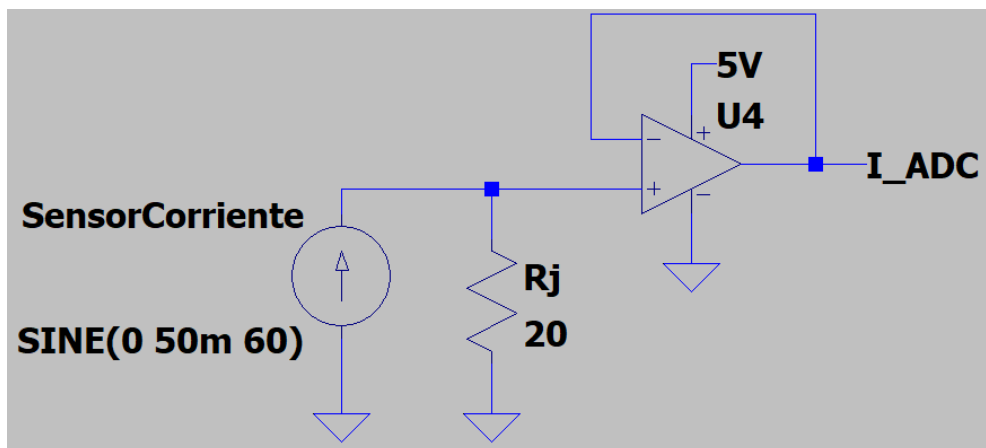 5V
U4
+
-
I_ADC
-
+
SensorCorriente
SINE(0 50m 60)
Rj
20